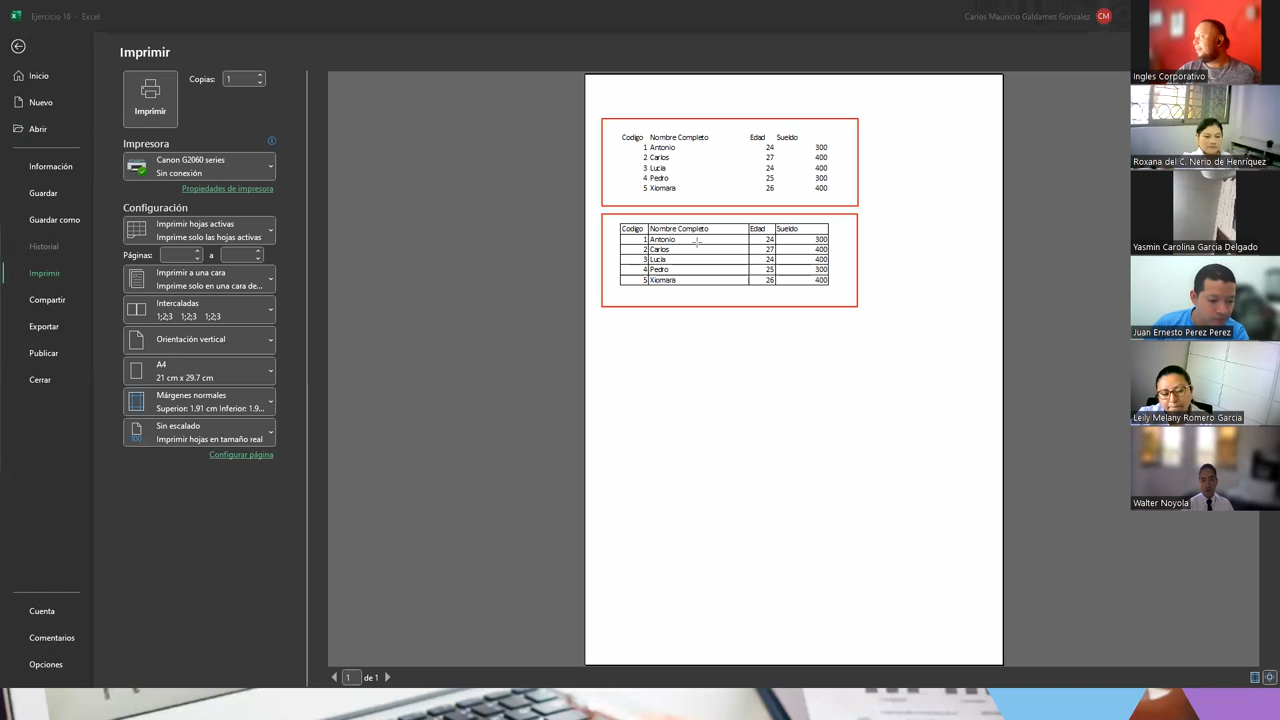 Ejercicio 16 - Excel
Carlos Mauricio Galdamez Gonzalez CM
Inicio
Nuevo
Abrir
Información
Guardar
Guardar como
Historial
Imprimir
Compartir
Exportar
Publicar
Cerrar
Cuenta
Comentarios
Opciones
Imprimir
Imprimir
Copias: 1
Impresora
Canon G2060 series
Sin conexión
Propiedades de impresora
Configuración
Imprimir hojas activas
Imprime solo las hojas activas
Páginas: a
Imprimir a una cara
Imprime solo en una cara de...
Intercaladas
1;2;3 1;2;3 1;2;3
Orientación vertical
A4
21 cm x 29.7 cm
Márgenes normales
Superior: 1.91 cm Inferior: 1.9...
Sin escalado
Imprimir hojas en tamaño real
100
Configurar página
Codigo Nombre Completo Edad Sueldo
1 Antonio 24 300
2 Carlos 27 400
3 Lucia 24 400
4 Pedro 25 300
5 Xiomara 26 400
Codigo Nombre Completo Edad Sueldo
1 Antonio 24 300
2 Carlos 27 400
3 Lucia 24 400
4 Pedro 25 300
5 Xiomara 26 400
1 de 1
Ingles Corporativo
Roxana del C. Nerio de Henríquez
Yasmín Carolina García Delgado
Juan Ernesto Perez Perez
Leily Melany Romero Garcia
Walter Noyola